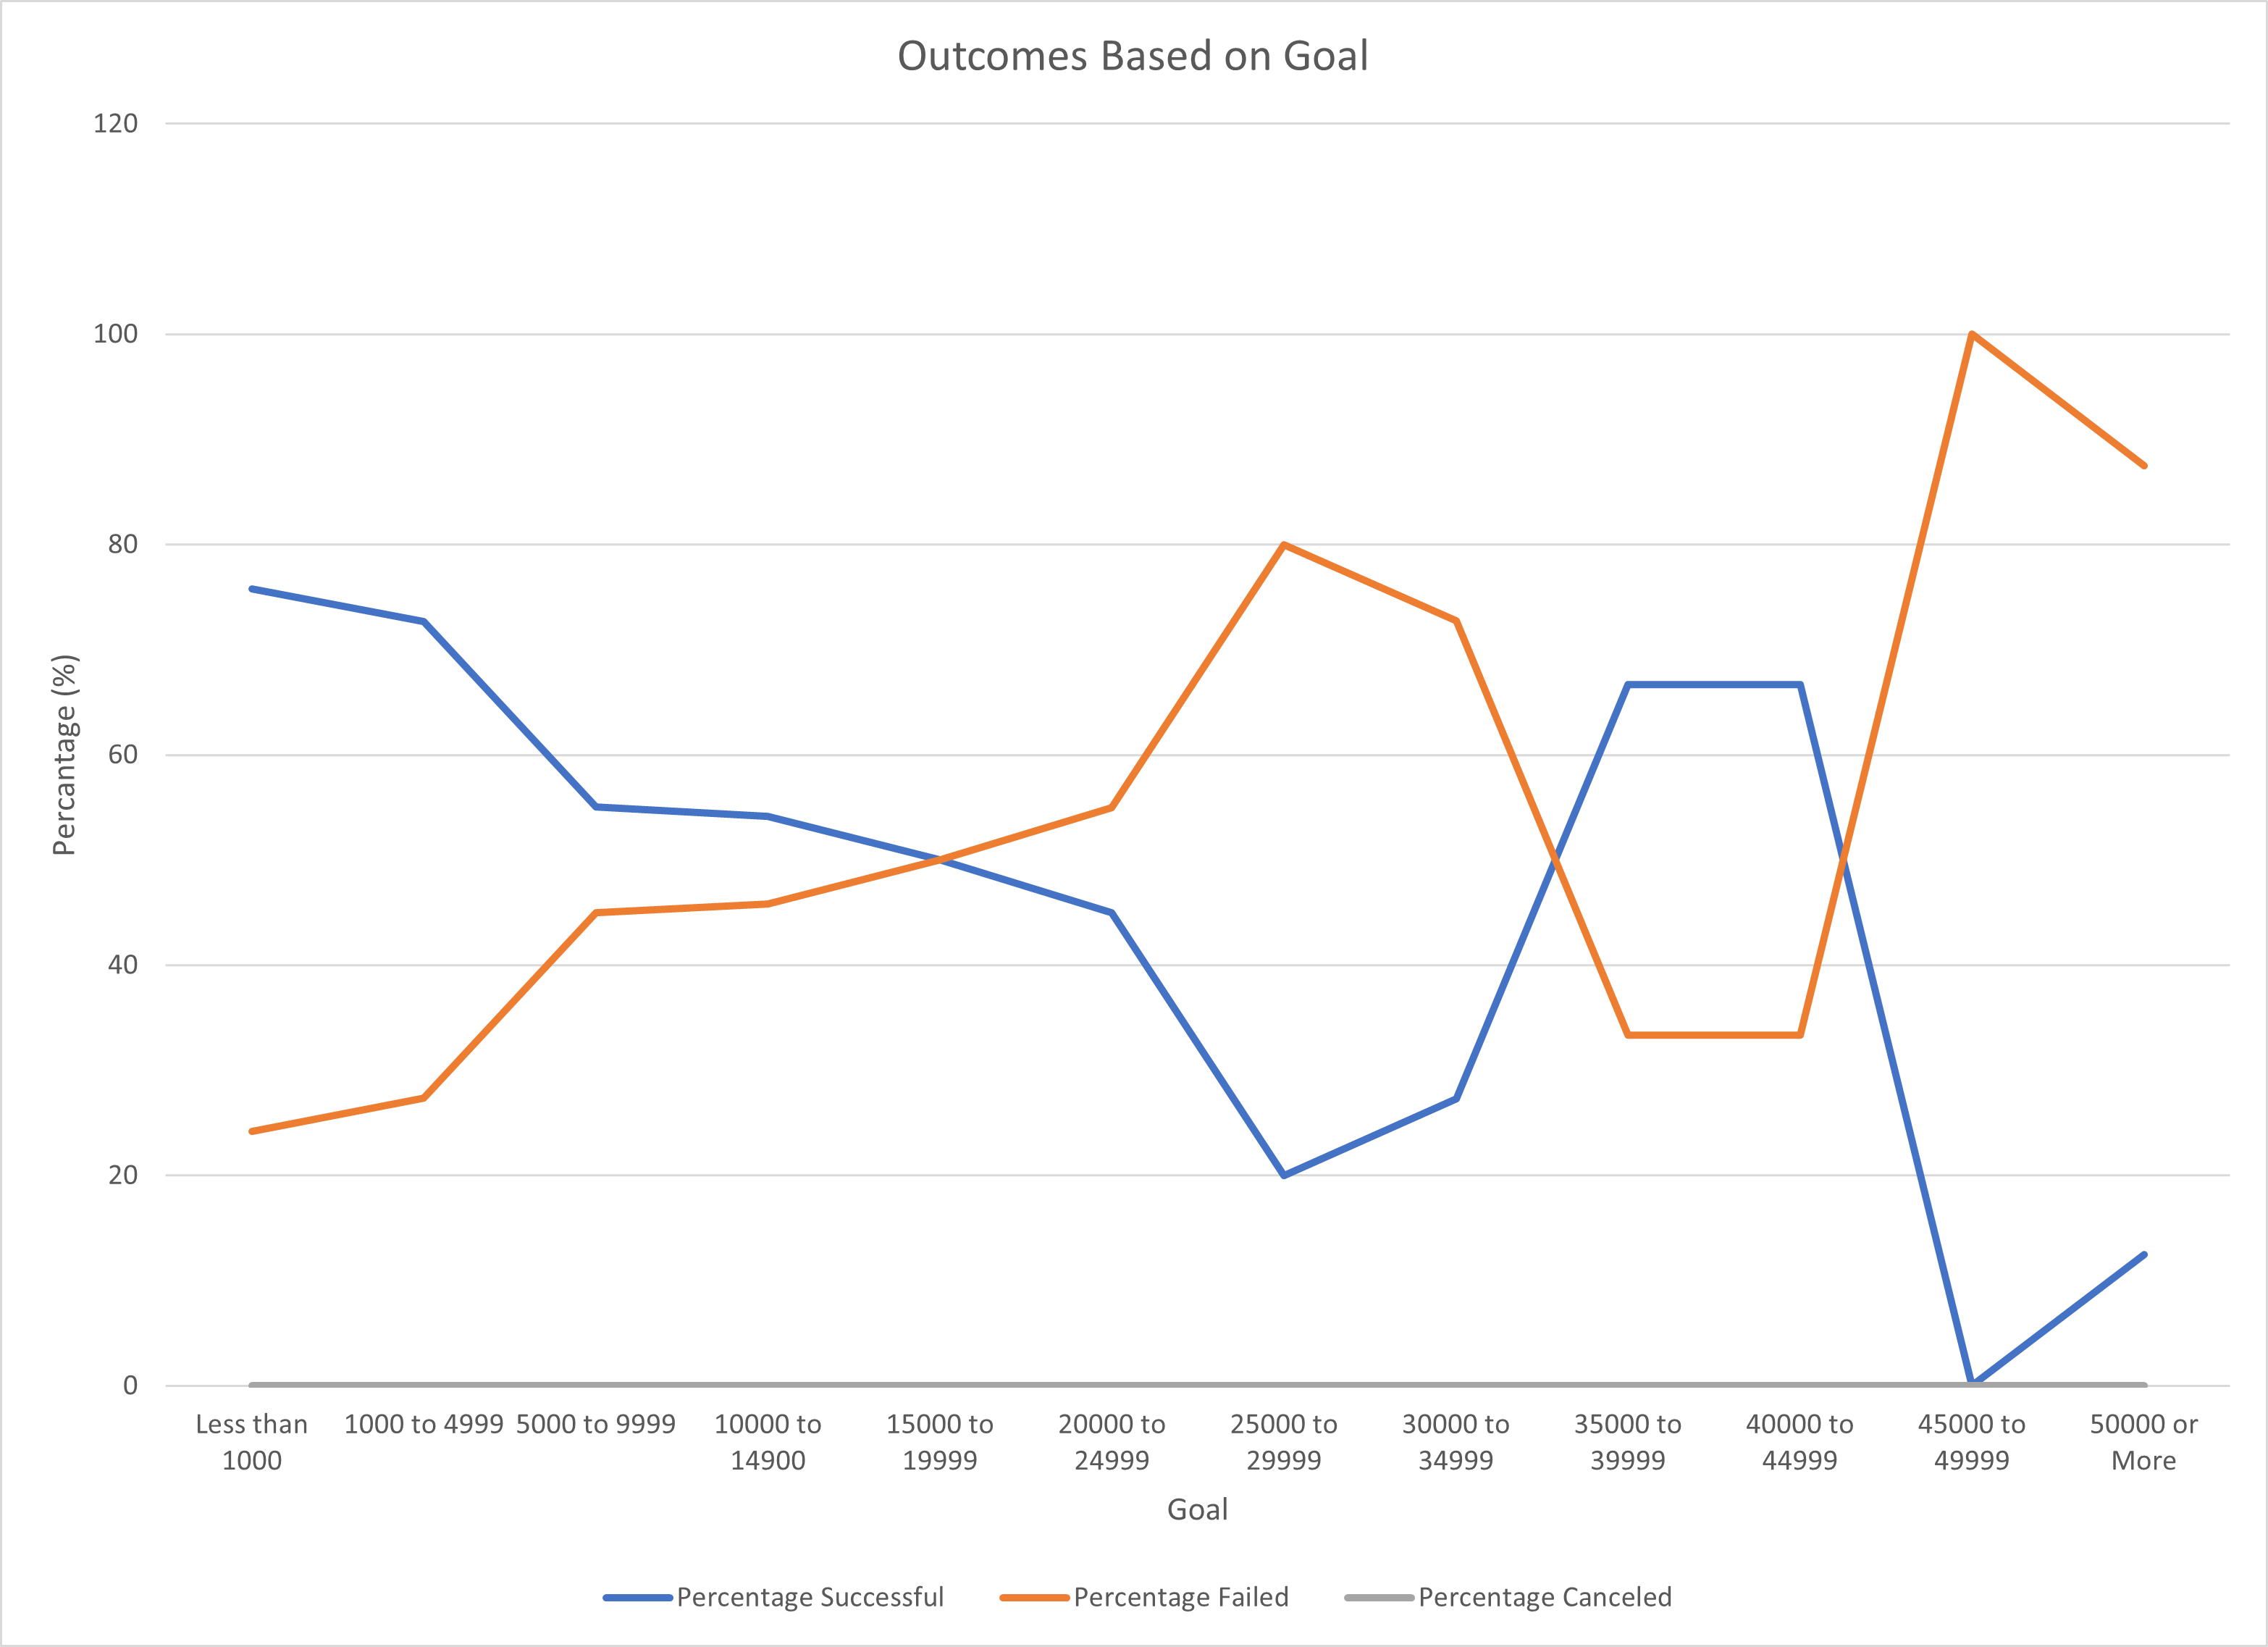 Outcomes Based on Goal
120
100
80
60
40
20
0
Percantage (%)
Less than
1000
1000 to 4999
5000 to 9999
10000 to
14900
15000 to
19999
20000 to
24999
25000 to
29999
30000 to
34999
35000 to
39999
40000 to
44999
45000 to
49999
50000 or
More
Goal
Percentage Successful
Percentage Failed
Percentage Canceled